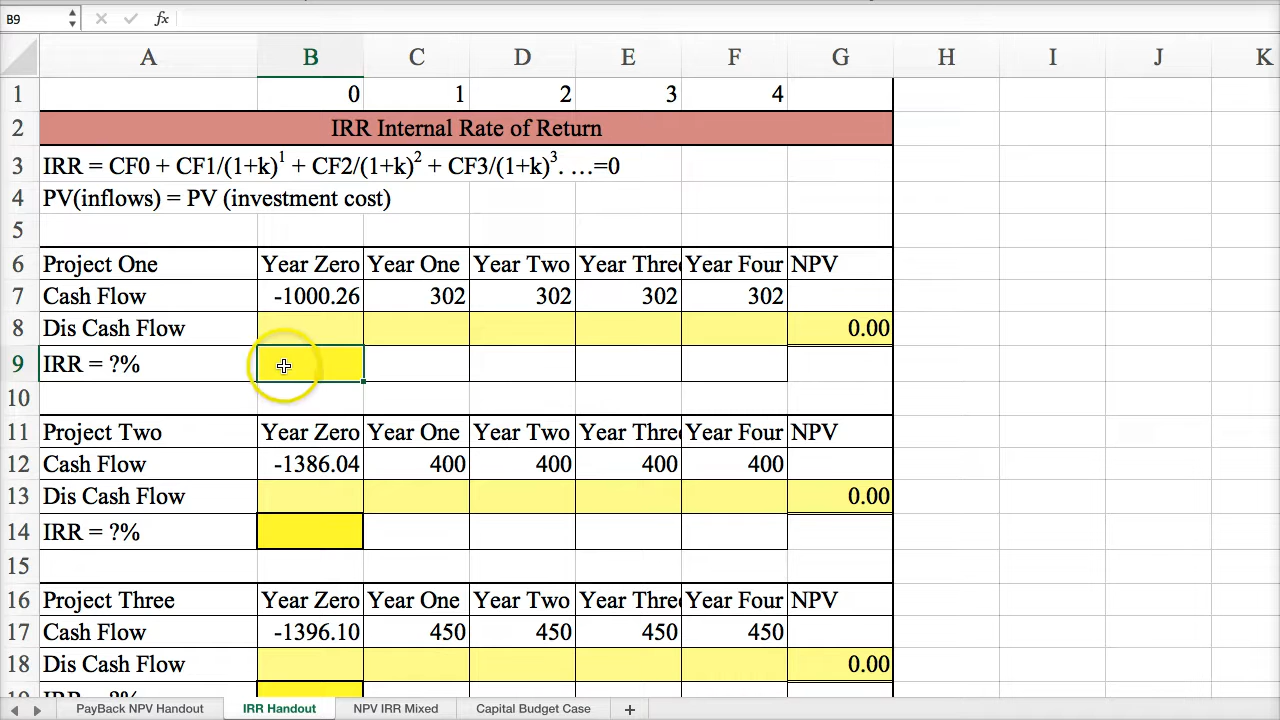 B9 fx
A B C D E F G H I J K
1 0 1 2 3 4
2 IRR Internal Rate of Return
3 IRR = CF0 + CF1/(1+k)¹ + CF2/(1+k)² + CF3/(1+k)³. …=0
4 PV(inflows) = PV (investment cost)
5
6 Project One Year Zero Year One Year Two Year Three Year Four NPV
7 Cash Flow -1000.26 302 302 302 302
8 Dis Cash Flow 0.00
9 IRR = ?%
10
11 Project Two Year Zero Year One Year Two Year Three Year Four NPV
12 Cash Flow -1386.04 400 400 400 400
13 Dis Cash Flow 0.00
14 IRR = ?%
15
16 Project Three Year Zero Year One Year Two Year Three Year Four NPV
17 Cash Flow -1396.10 450 450 450 450
18 Dis Cash Flow 0.00
19 IRR = ?%
PayBack NPV Handout IRR Handout NPV IRR Mixed Capital Budget Case